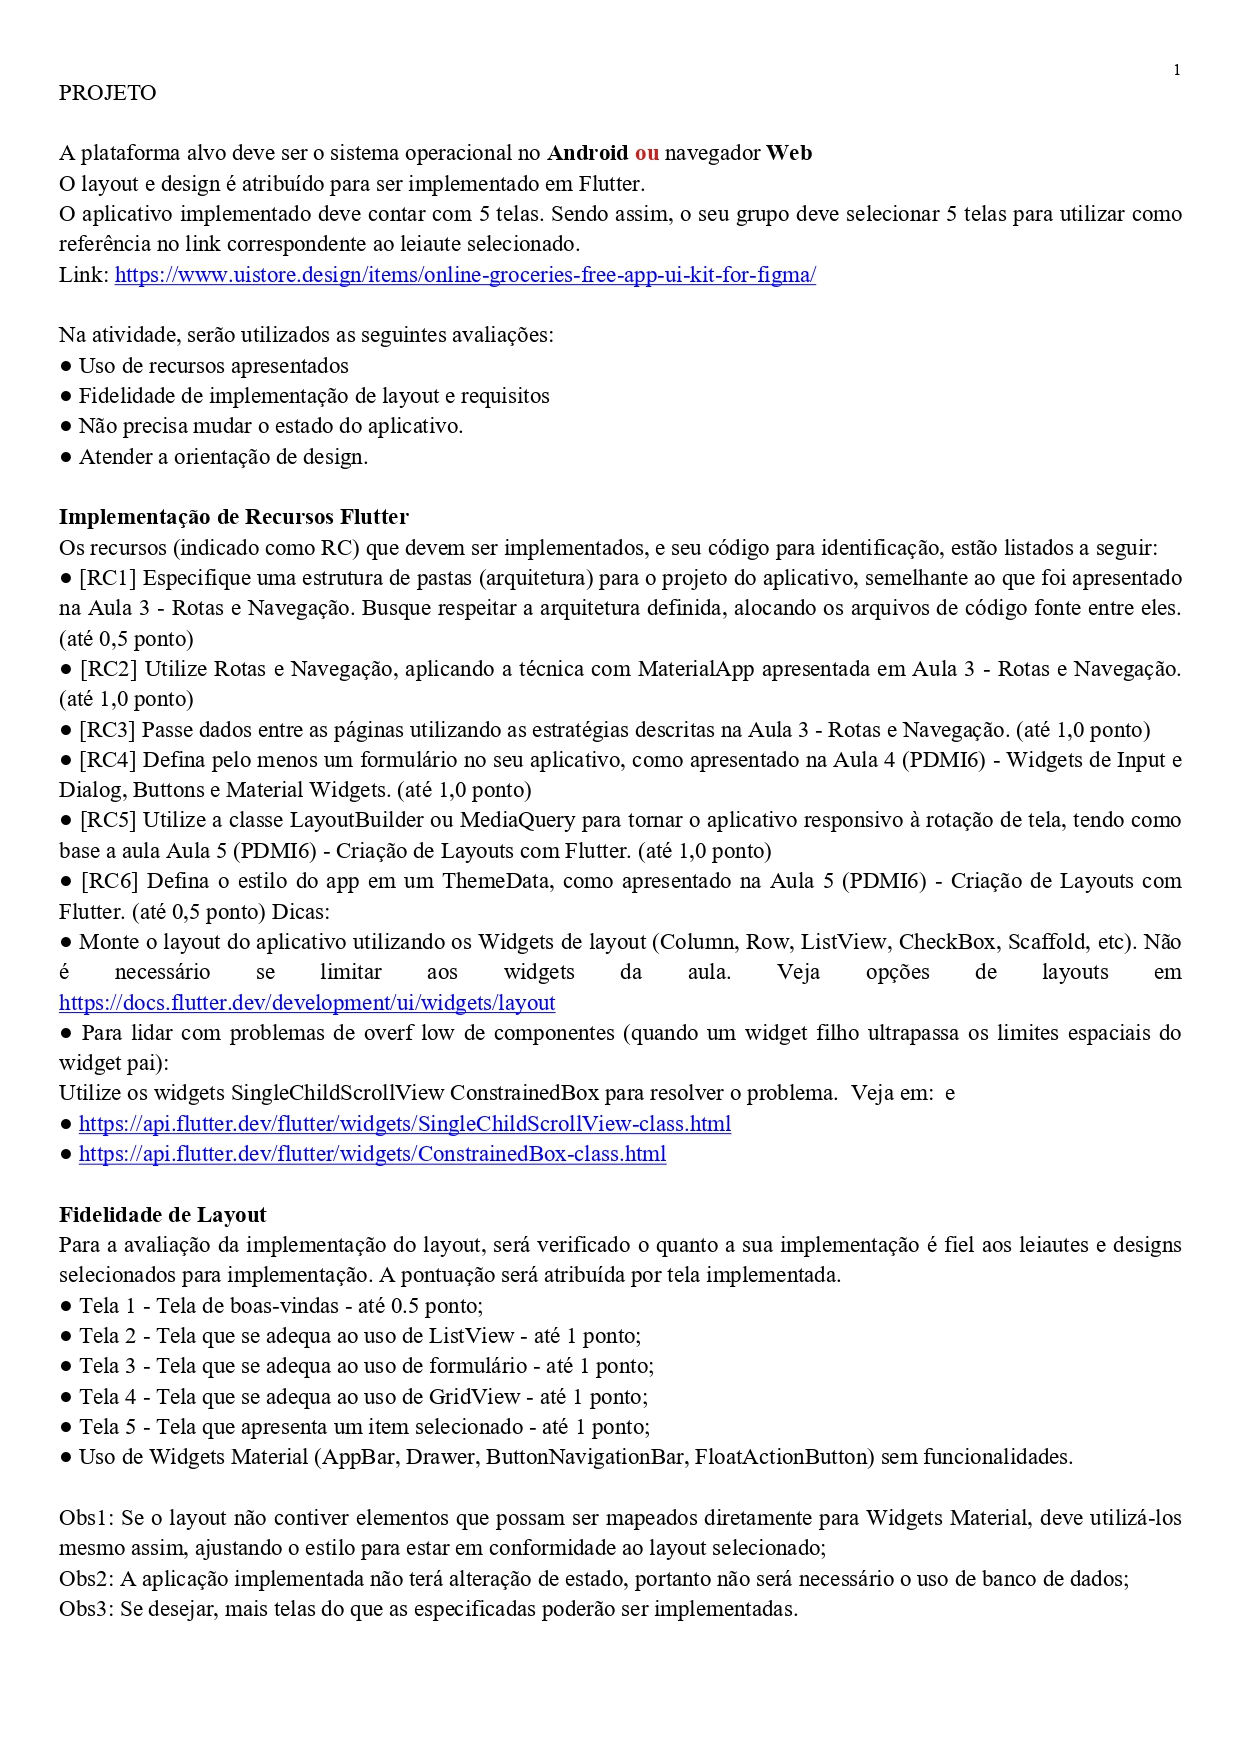 1
PROJETO
A plataforma alvo deve ser o sistema operacional no Android ou navegador Web
O layout e design é atribuído para ser implementado em Flutter.
O aplicativo implementado deve contar com 5 telas. Sendo assim, o seu grupo deve selecionar 5 telas para utilizar como
referência no link correspondente ao leiaute selecionado.
Link: https://www.uistore.design/items/online-groceries-free-app-ui-kit-for-figma/
Na atividade, serão utilizados as seguintes avaliações:
● Uso de recursos apresentados
● Fidelidade de implementação de layout e requisitos
● Não precisa mudar o estado do aplicativo.
● Atender a orientação de design.
Implementação de Recursos Flutter
Os recursos (indicado como RC) que devem ser implementados, e seu código para identificação, estão listados a seguir:
● [RC1] Especifique uma estrutura de pastas (arquitetura) para o projeto do aplicativo, semelhante ao que foi apresentado
na Aula 3 - Rotas e Navegação. Busque respeitar a arquitetura definida, alocando os arquivos de código fonte entre eles.
(até 0,5 ponto)
● [RC2] Utilize Rotas e Navegação, aplicando a técnica com MaterialApp apresentada em Aula 3 - Rotas e Navegação.
(até 1,0 ponto)
● [RC3] Passe dados entre as páginas utilizando as estratégias descritas na Aula 3 - Rotas e Navegação. (até 1,0 ponto)
● [RC4] Defina pelo menos um formulário no seu aplicativo, como apresentado na Aula 4 (PDMI6) - Widgets de Input e
Dialog, Buttons e Material Widgets. (até 1,0 ponto)
● [RC5] Utilize a classe LayoutBuilder ou MediaQuery para tornar o aplicativo responsivo à rotação de tela, tendo como
base a aula Aula 5 (PDMI6) - Criação de Layouts com Flutter. (até 1,0 ponto)
● [RC6] Defina o estilo do app em um ThemeData, como apresentado na Aula 5 (PDMI6) - Criação de Layouts com
Flutter. (até 0,5 ponto) Dicas:
● Monte o layout do aplicativo utilizando os Widgets de layout (Column, Row, ListView, CheckBox, Scaffold, etc). Não
é necessário se limitar aos widgets da aula. Veja opções de layouts em
https://docs.flutter.dev/development/ui/widgets/layout
● Para lidar com problemas de overf low de componentes (quando um widget filho ultrapassa os limites espaciais do
widget pai):
Utilize os widgets SingleChildScrollView ConstrainedBox para resolver o problema.  Veja em:  e
● https://api.flutter.dev/flutter/widgets/SingleChildScrollView-class.html
● https://api.flutter.dev/flutter/widgets/ConstrainedBox-class.html
Fidelidade de Layout
Para a avaliação da implementação do layout, será verificado o quanto a sua implementação é fiel aos leiautes e designs
selecionados para implementação. A pontuação será atribuída por tela implementada.
● Tela 1 - Tela de boas-vindas - até 0.5 ponto;
● Tela 2 - Tela que se adequa ao uso de ListView - até 1 ponto;
● Tela 3 - Tela que se adequa ao uso de formulário - até 1 ponto;
● Tela 4 - Tela que se adequa ao uso de GridView - até 1 ponto;
● Tela 5 - Tela que apresenta um item selecionado - até 1 ponto;
● Uso de Widgets Material (AppBar, Drawer, ButtonNavigationBar, FloatActionButton) sem funcionalidades.
Obs1: Se o layout não contiver elementos que possam ser mapeados diretamente para Widgets Material, deve utilizá-los
mesmo assim, ajustando o estilo para estar em conformidade ao layout selecionado;
Obs2: A aplicação implementada não terá alteração de estado, portanto não será necessário o uso de banco de dados;
Obs3: Se desejar, mais telas do que as especificadas poderão ser implementadas.